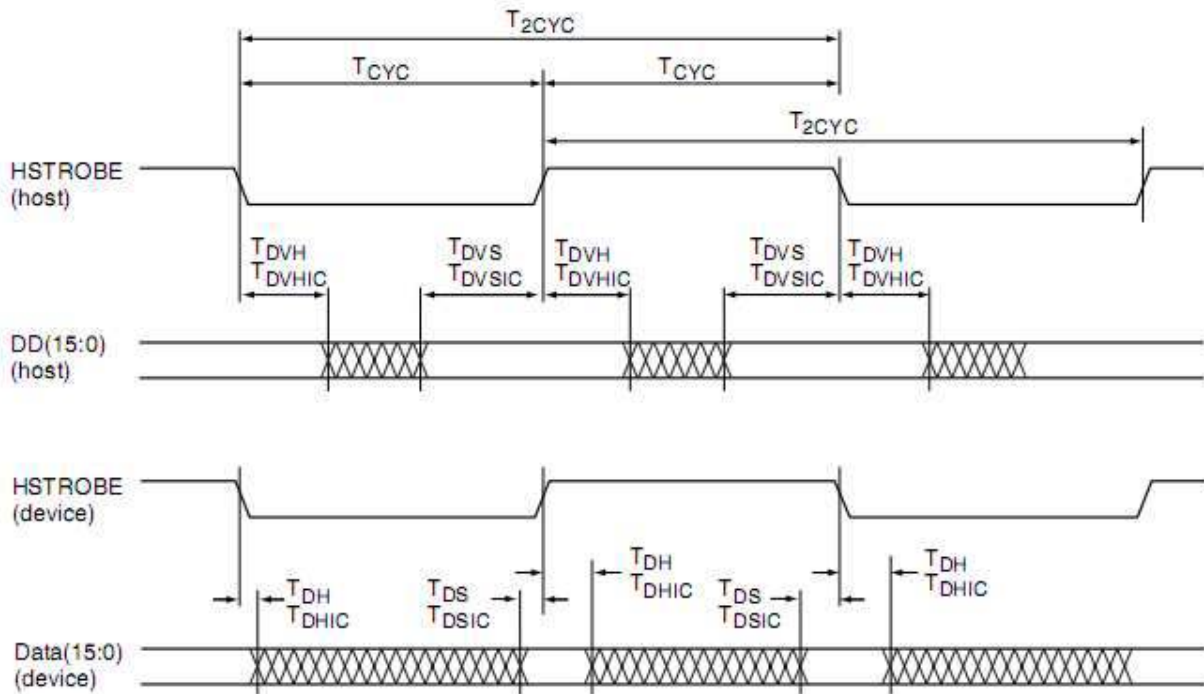 T2CYC
TCYC TCYC
T2CYC
HSTROBE
(host)
TDVH TDVS TDVH TDVS TDVH
TDVHIC TDVSIC TDVHIC TDVSIC TDVHIC
DD(15:0)
(host)
HSTROBE
(device)
TDH TDS TDH TDS TDH
TDHIC TDSIC TDHIC TDSIC TDHIC
Data(15:0)
(device)